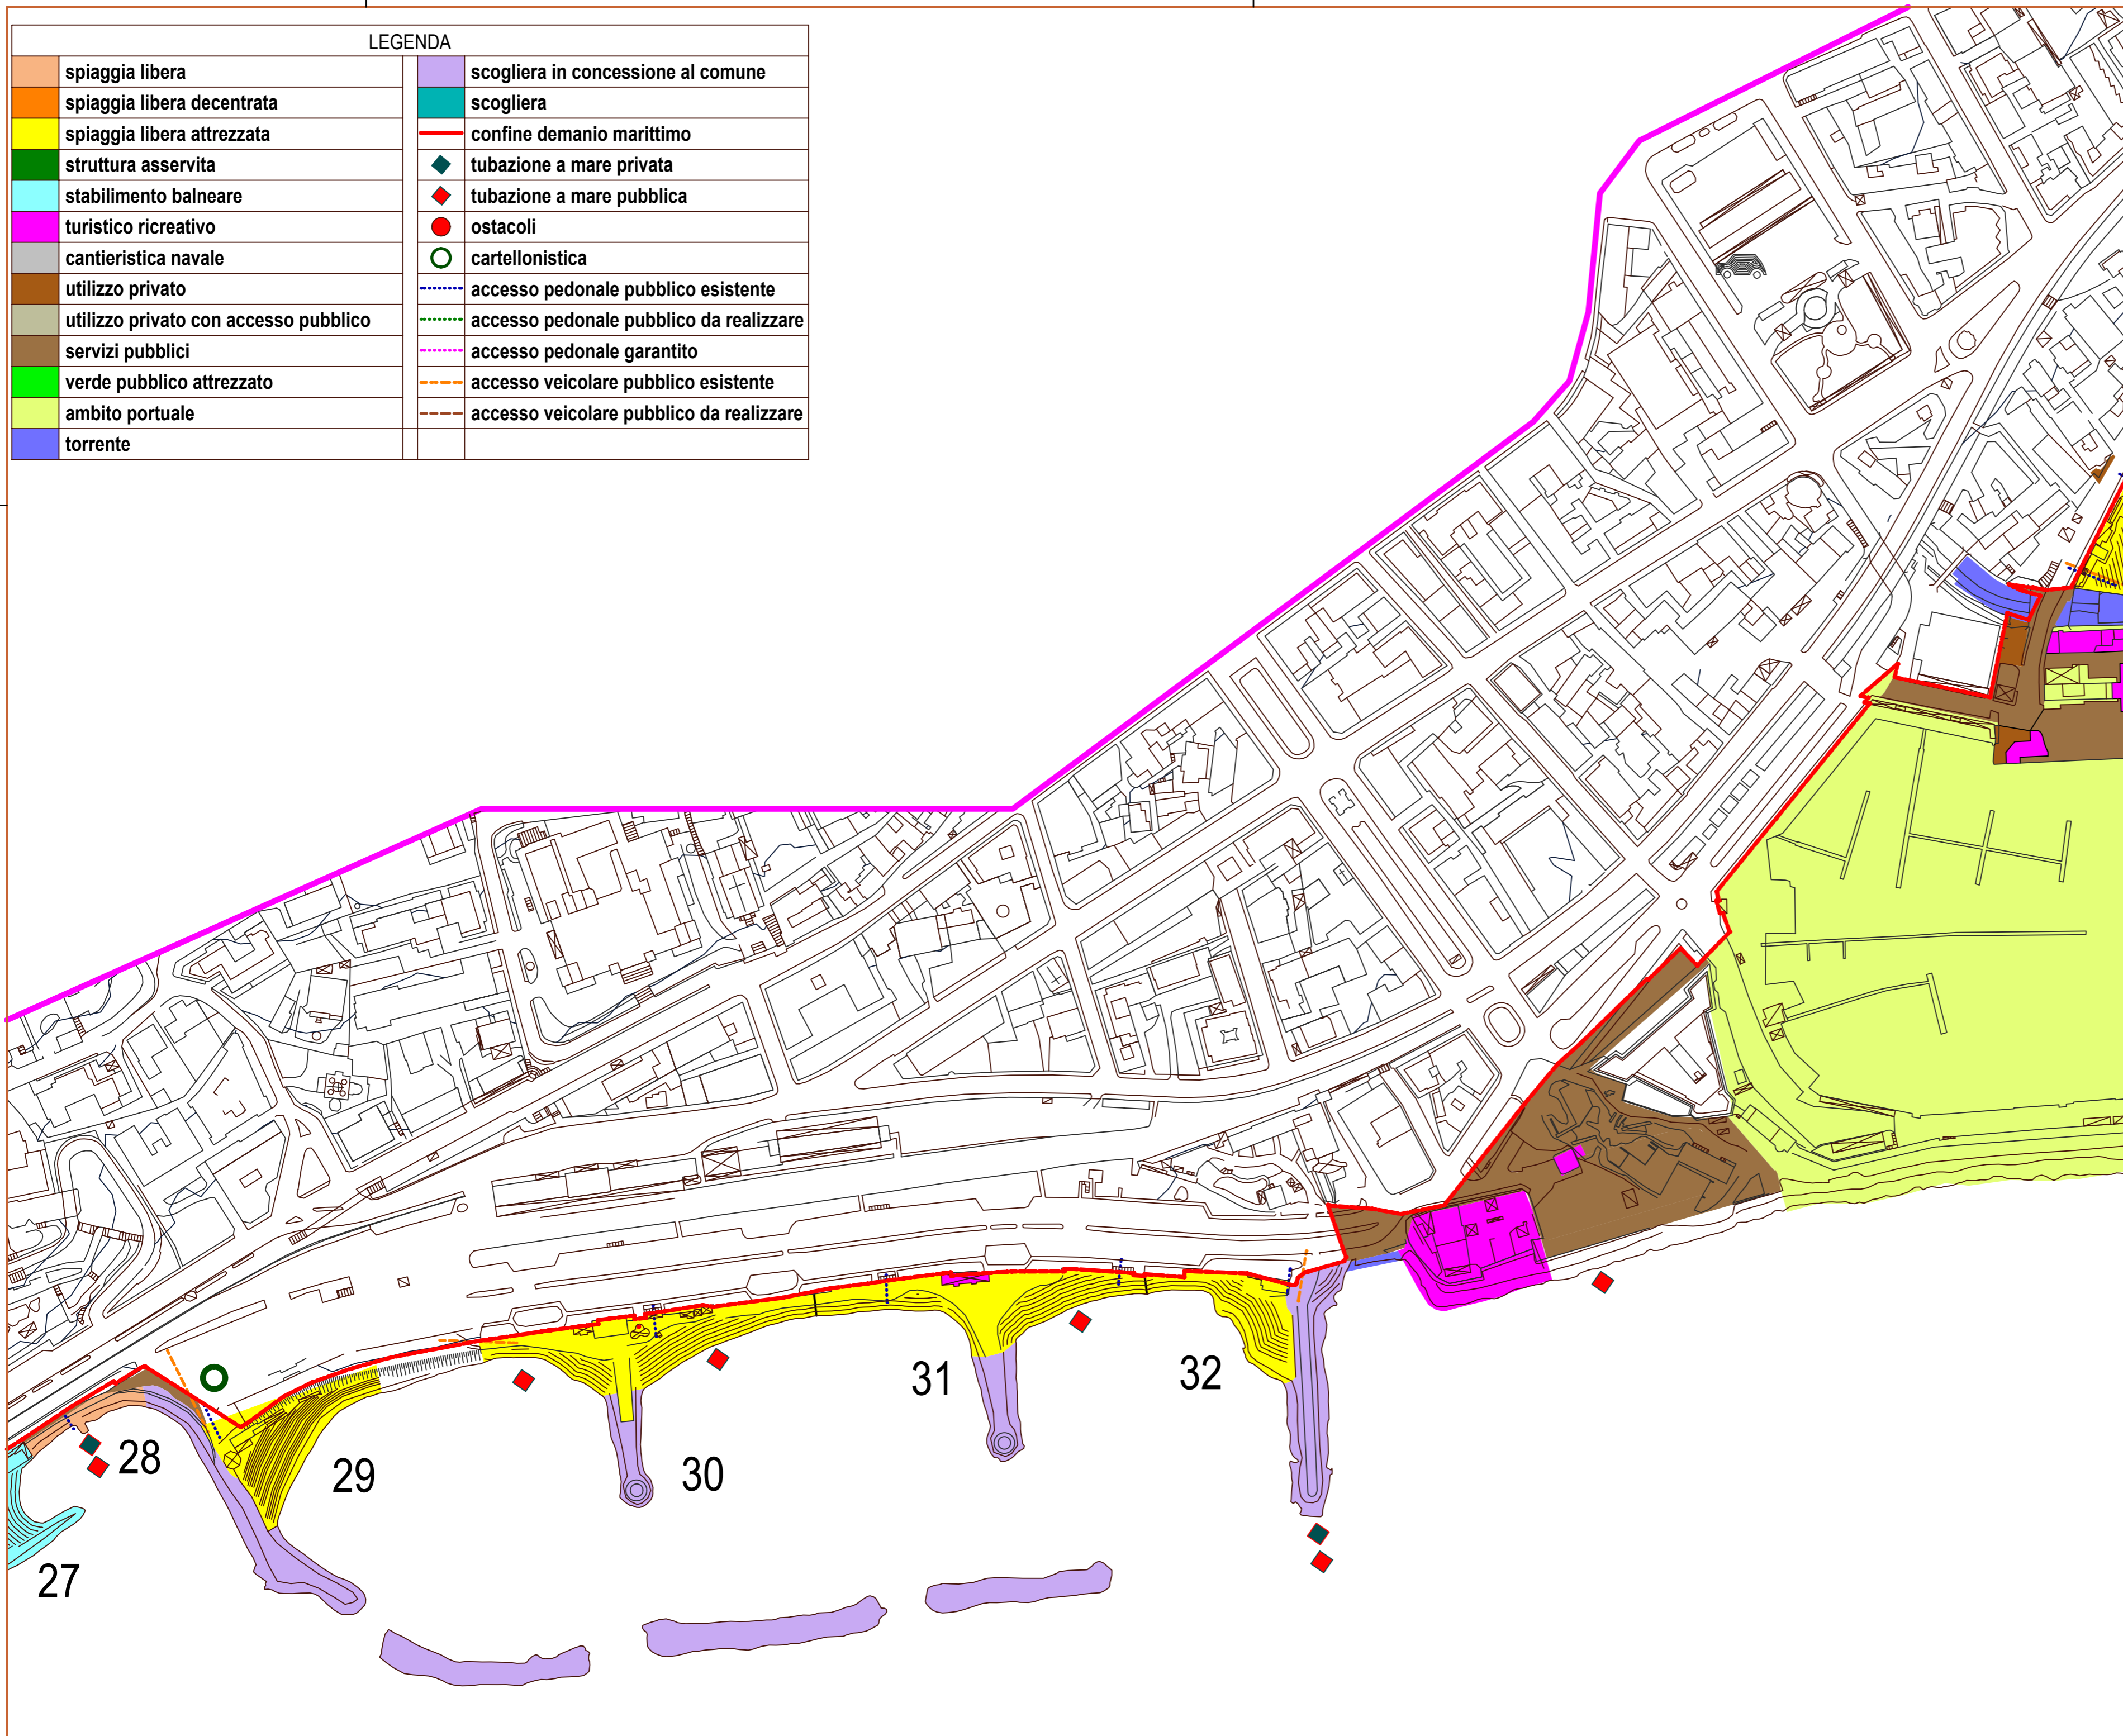 LEGENDA
spiaggia libera
spiaggia libera decentrata
spiaggia libera attrezzata
struttura asservita
stabilimento balneare
turistico ricreativo
cantieristica navale
utilizzo privato
utilizzo privato con accesso pubblico
servizi pubblici
verde pubblico attrezzato
ambito portuale
torrente
scogliera in concessione al comune
scogliera
confine demanio marittimo
tubazione a mare privata
tubazione a mare pubblica
ostacoli
cartellonistica
accesso pedonale pubblico esistente
accesso pedonale pubblico da realizzare
accesso pedonale garantito
accesso veicolare pubblico esistente
accesso veicolare pubblico da realizzare
27
28
29
30
31
32